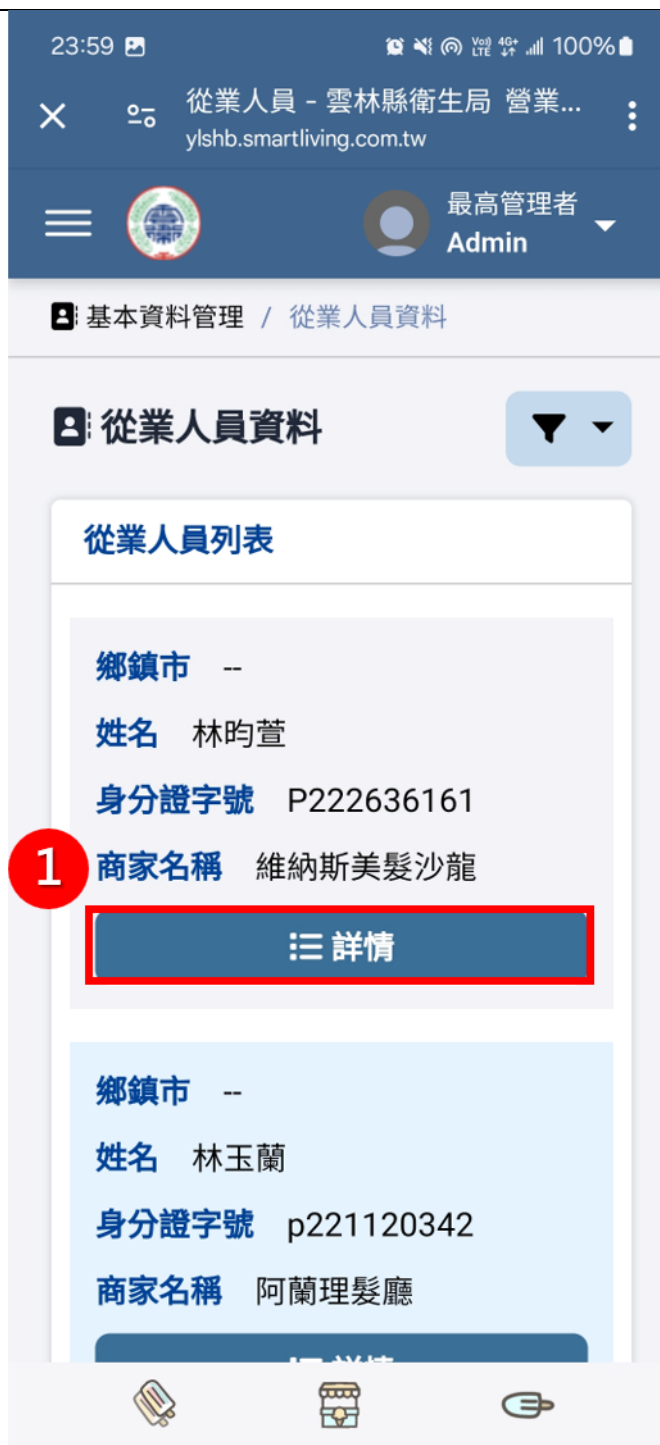 23:59 Vo) LTE 4G+ 100%
從業人員 - 雲林縣衛生局 營業...
ylshb.smartliving.com.tw
最高管理者
Admin
基本資料管理 / 從業人員資料
從業人員資料
從業人員列表
鄉鎮市 --
姓名 林昀萱
身分證字號 P222636161
1 商家名稱 維納斯美髮沙龍
詳情
鄉鎮市 --
姓名 林玉蘭
身分證字號 p221120342
商家名稱 阿蘭理髮廳
詳情